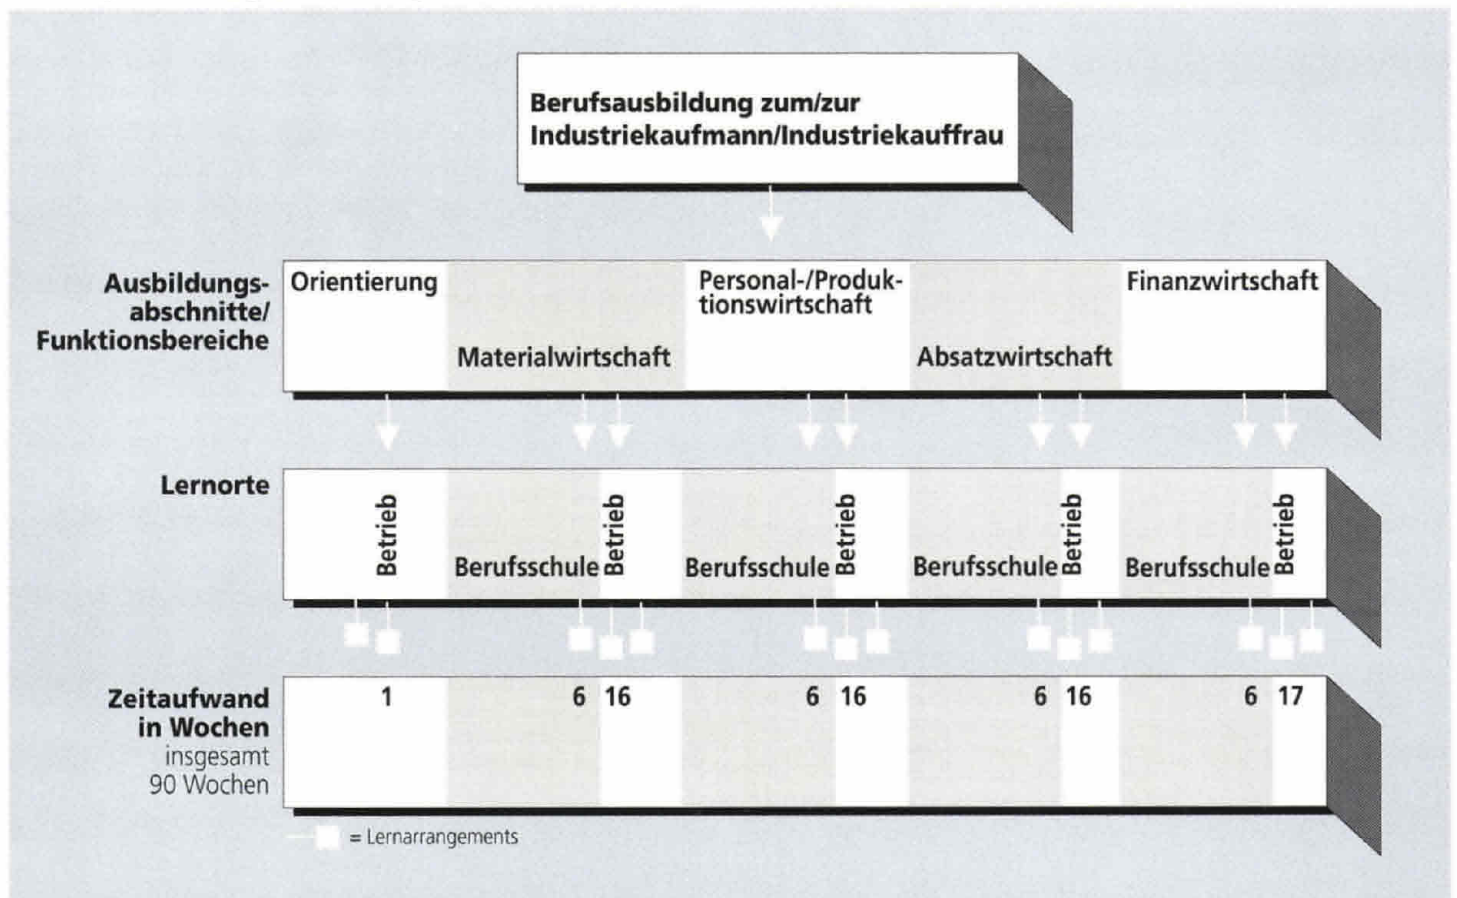 Berufsausbildung zum/zur
Industriekaufmann/Industriekauffrau
Ausbildungs-
abschnitte/
Funktionsbereiche
Orientierung
Materialwirtschaft
Personal-/Produk-
tionswirtschaft
Absatzwirtschaft
Finanzwirtschaft
Lernorte
Betrieb
Berufsschule
Betrieb
Berufsschule
Betrieb
Berufsschule
Betrieb
Berufsschule
Betrieb
Zeitaufwand
in Wochen
insgesamt
90 Wochen
1
6 16
6 16
6 16
6 17
= Lernarrangements